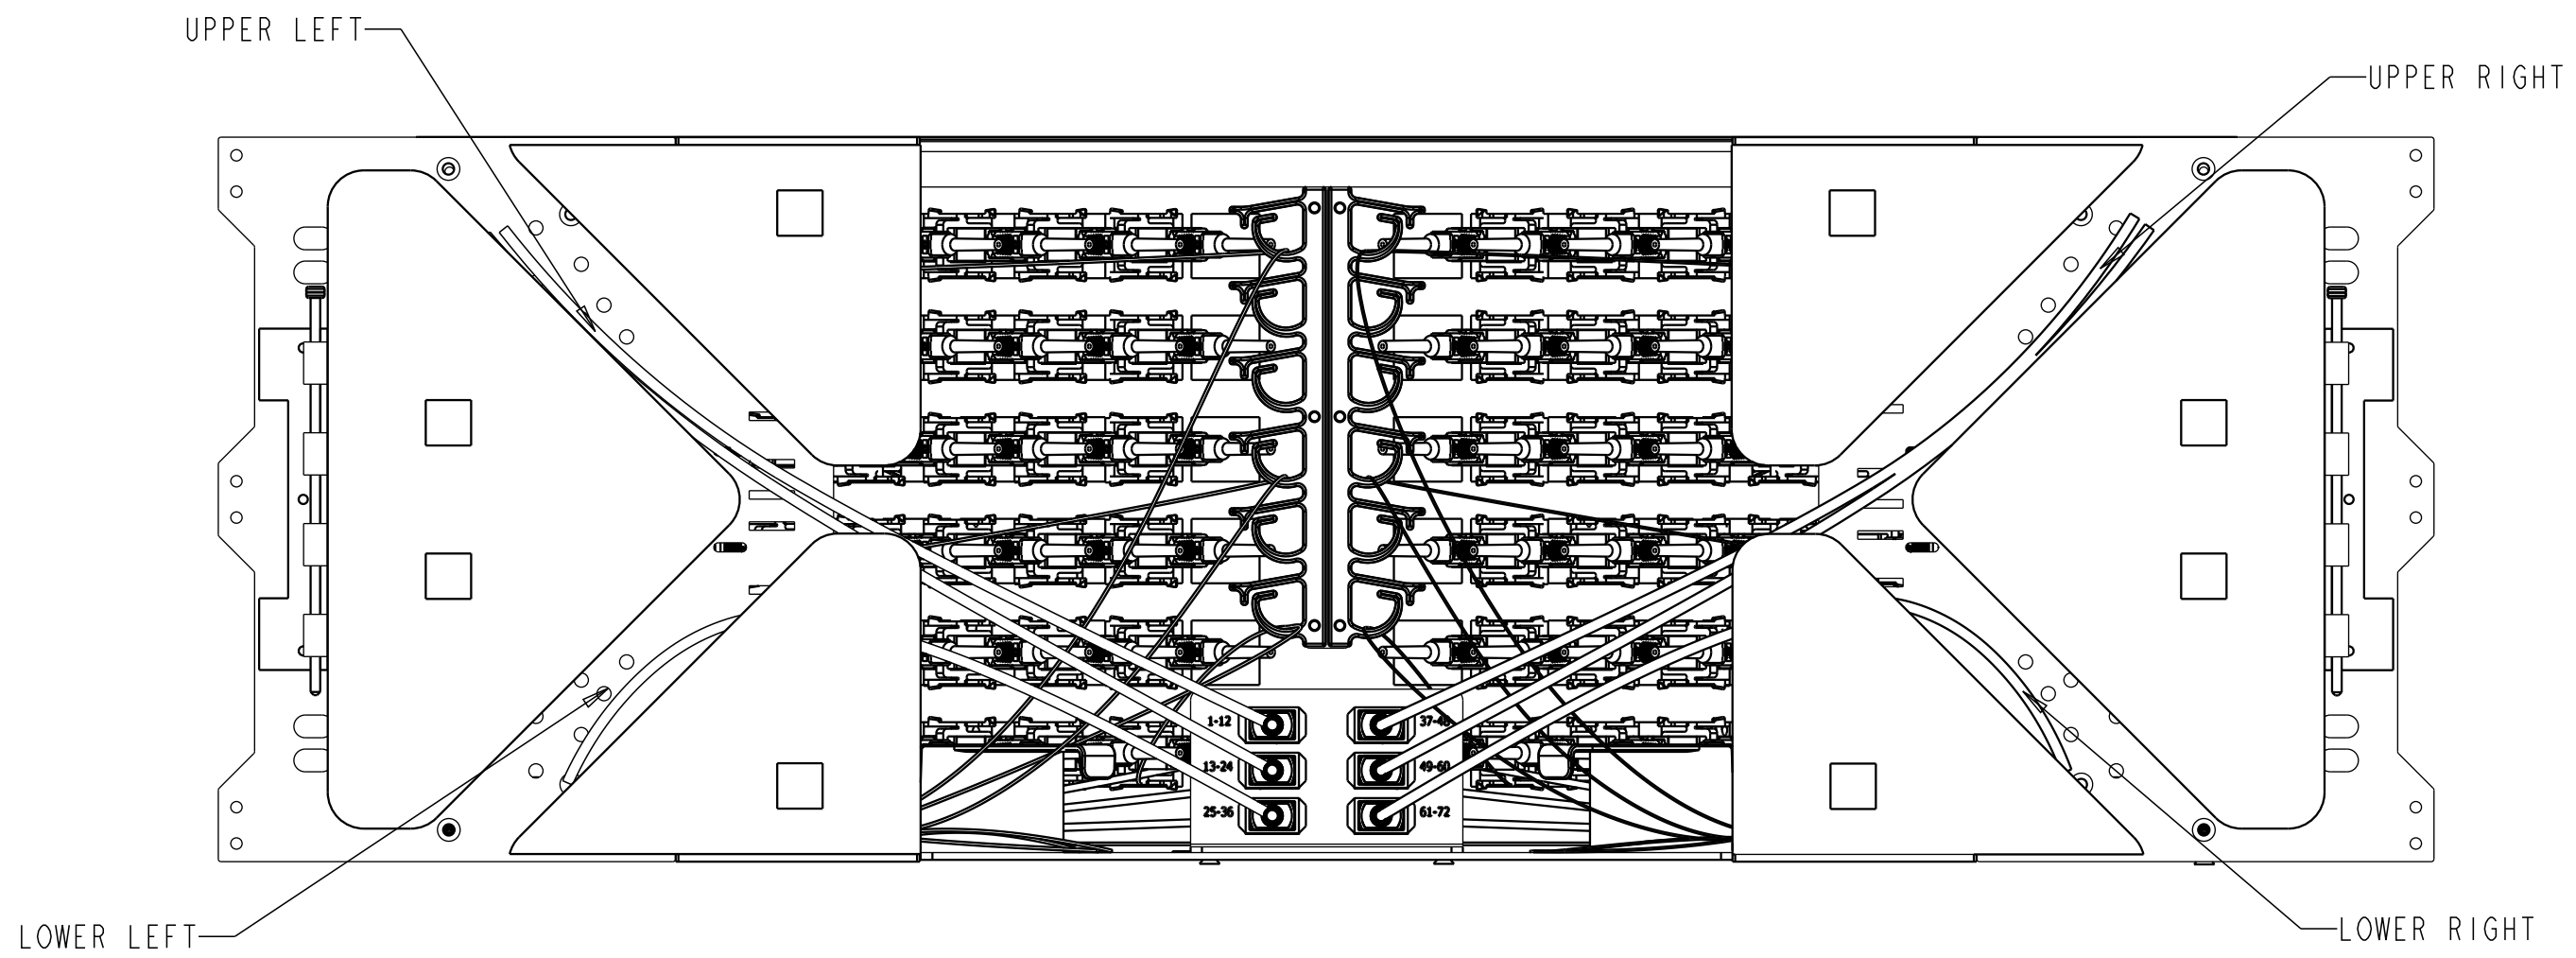 UPPER LEFT
UPPER RIGHT
1-12
37-48
13-24
49-60
25-36
61-72
LOWER LEFT
LOWER RIGHT